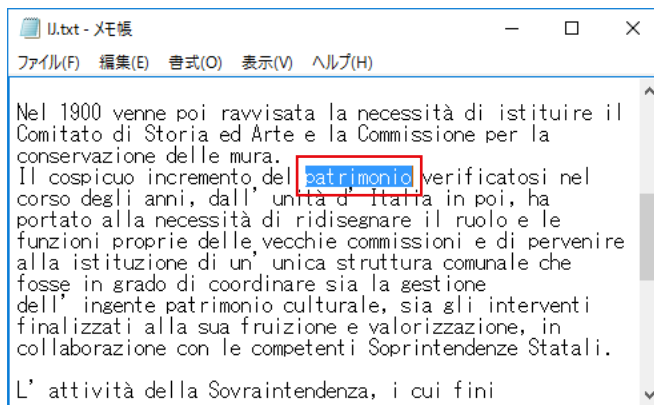 IJ.txt - メモ帳
ファイル(F) 編集(E) 書式(O) 表示(V) ヘルプ(H)
Nel 1900 venne poi ravvisata la necessità di istituire il
Comitato di Storia ed Arte e la Commissione per la
conservazione delle mura.
Il cospicuo incremento del patrimonio verificatosi nel
corso degli anni, dall’unità d’Italia in poi, ha
portato alla necessità di ridisegnare il ruolo e le
funzioni proprie delle vecchie commissioni e di pervenire
alla istituzione di un’unica struttura comunale che
fosse in grado di coordinare sia la gestione
dell’ingente patrimonio culturale, sia gli interventi
finalizzati alla sua fruizione e valorizzazione, in
collaborazione con le competenti Soprintendenze Statali.
L’attività della Sovraintendenza, i cui fini